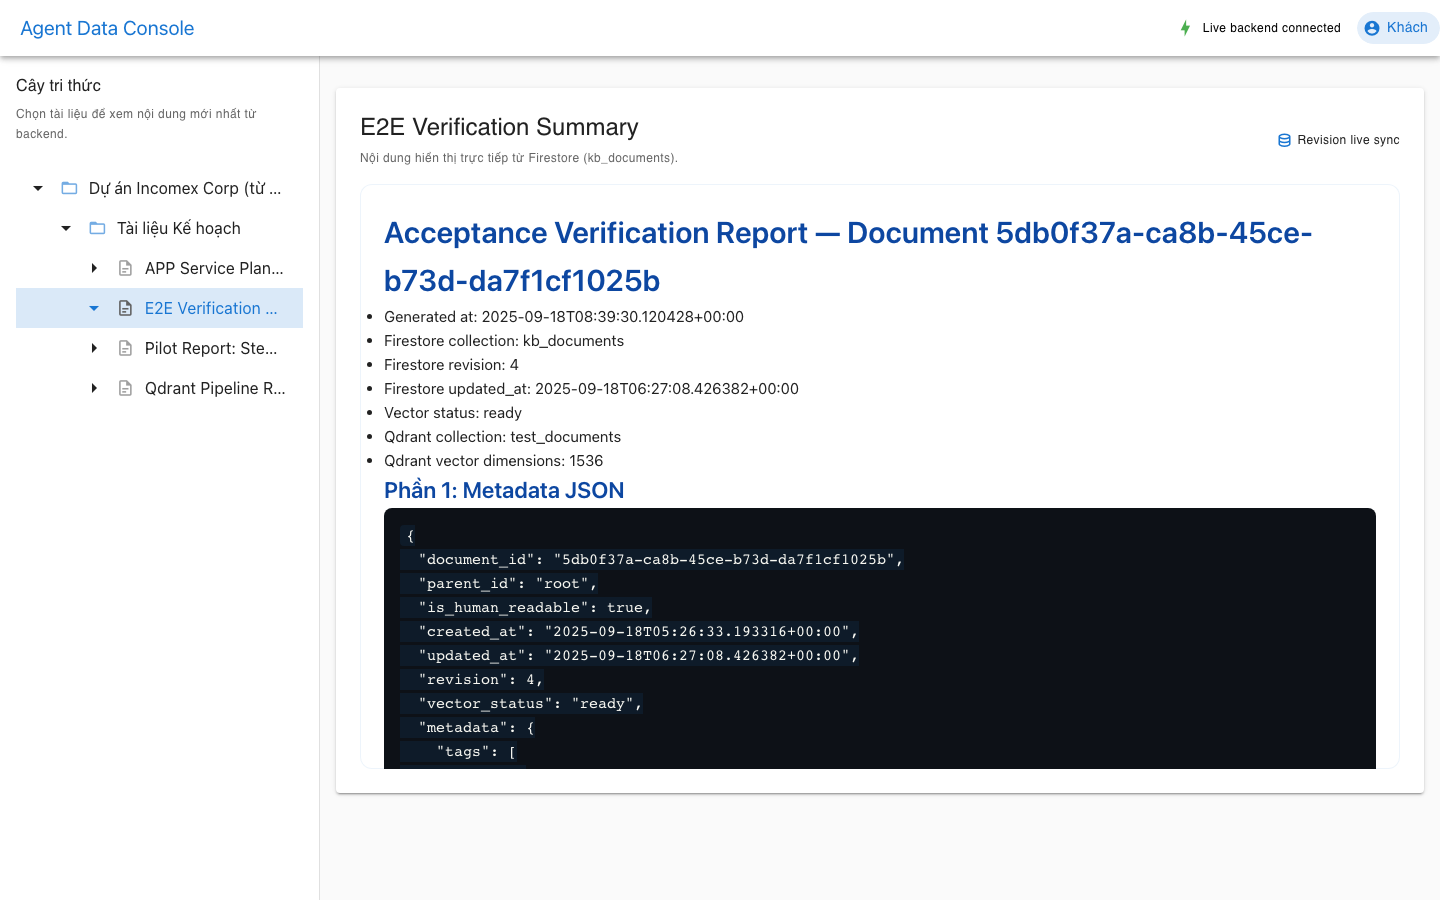 Agent Data Console
Live backend connected
Khách
Cây tri thức
Chọn tài liệu để xem nội dung mới nhất từ
backend.
Dự án Incomex Corp (từ ...
Tài liệu Kế hoạch
APP Service Plan...
E2E Verification ...
Pilot Report: Ste...
Qdrant Pipeline R...
E2E Verification Summary
Nội dung hiển thị trực tiếp từ Firestore (kb_documents).
Revision live sync
Acceptance Verification Report — Document 5db0f37a-ca8b-45ce-
b73d-da7f1cf1025b
Generated at: 2025-09-18T08:39:30.120428+00:00
Firestore collection: kb_documents
Firestore revision: 4
Firestore updated_at: 2025-09-18T06:27:08.426382+00:00
Vector status: ready
Qdrant collection: test_documents
Qdrant vector dimensions: 1536
Phần 1: Metadata JSON
{
"document_id": "5db0f37a-ca8b-45ce-b73d-da7f1cf1025b",
"parent_id": "root",
"is_human_readable": true,
"created_at": "2025-09-18T05:26:33.193316+00:00",
"updated_at": "2025-09-18T06:27:08.426382+00:00",
"revision": 4,
"vector_status": "ready",
"metadata": {
"tags": [